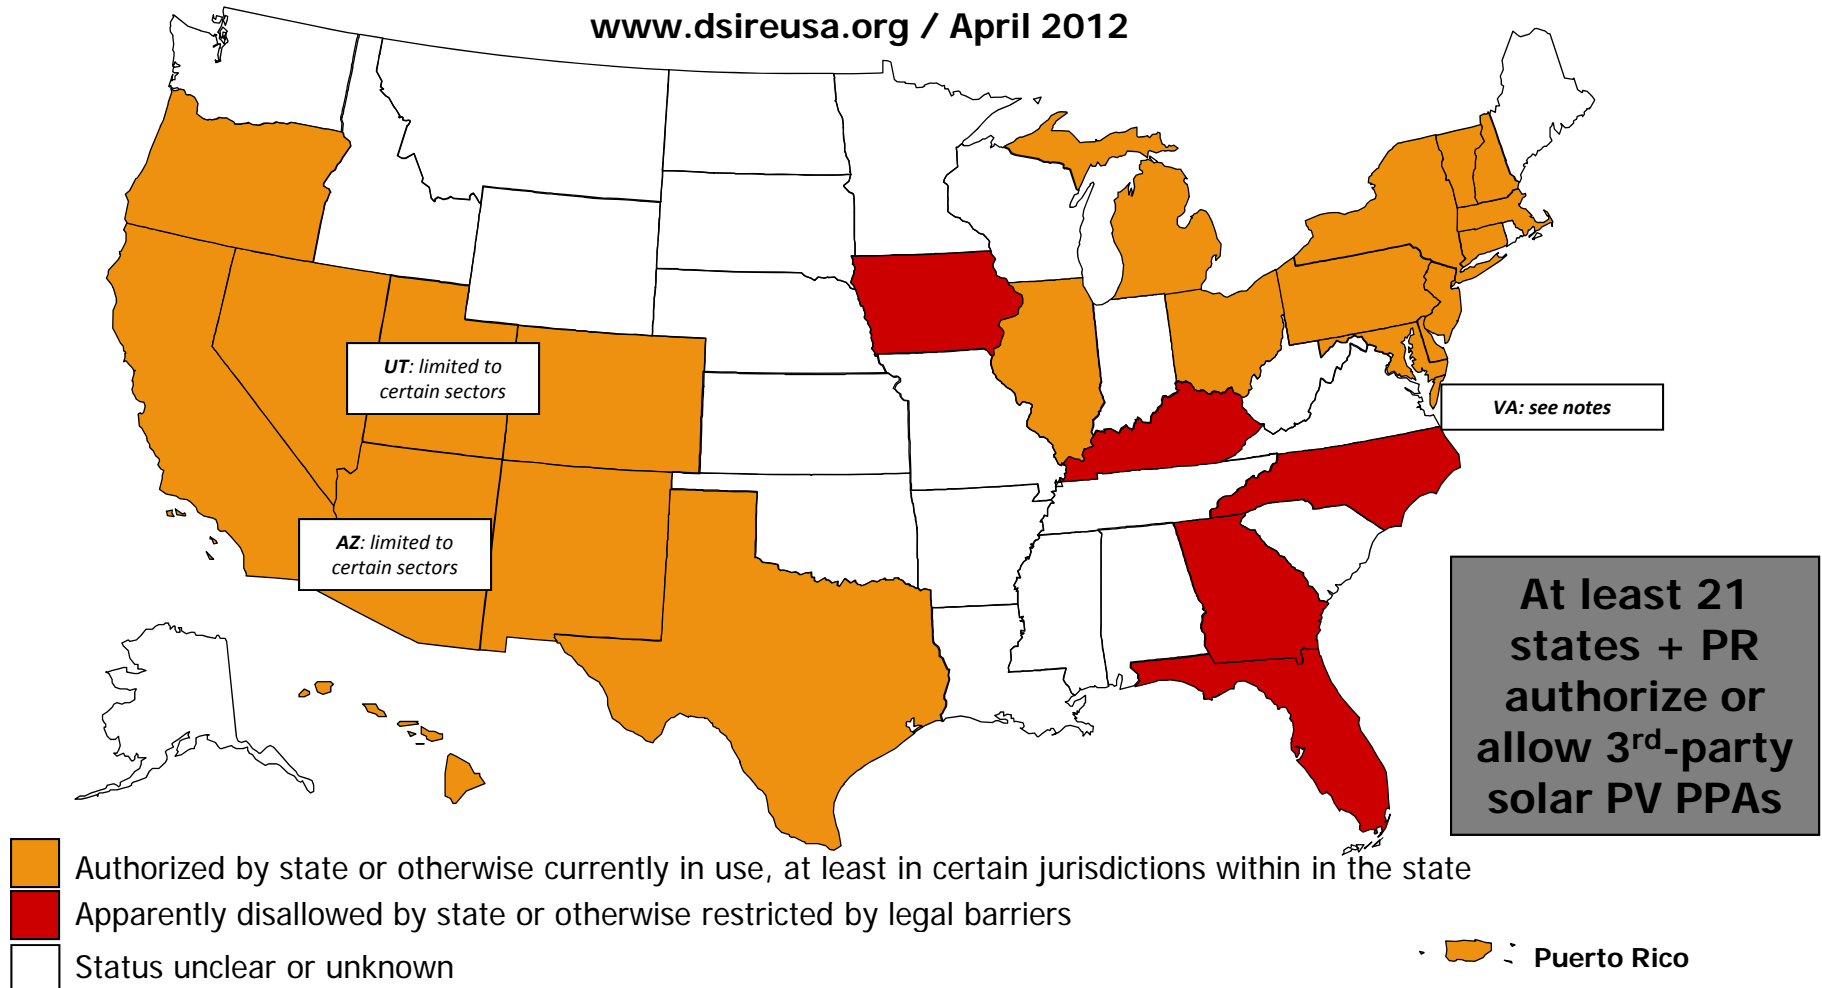 www.dsireusa.org / April 2012
UT: limited to
certain sectors
VA: see notes
AZ: limited to
certain sectors
At least 21
states + PR
authorize or
allow 3rd-party
solar PV PPAs
Authorized by state or otherwise currently in use, at least in certain jurisdictions within in the state
Apparently disallowed by state or otherwise restricted by legal barriers
Status unclear or unknown
Puerto Rico